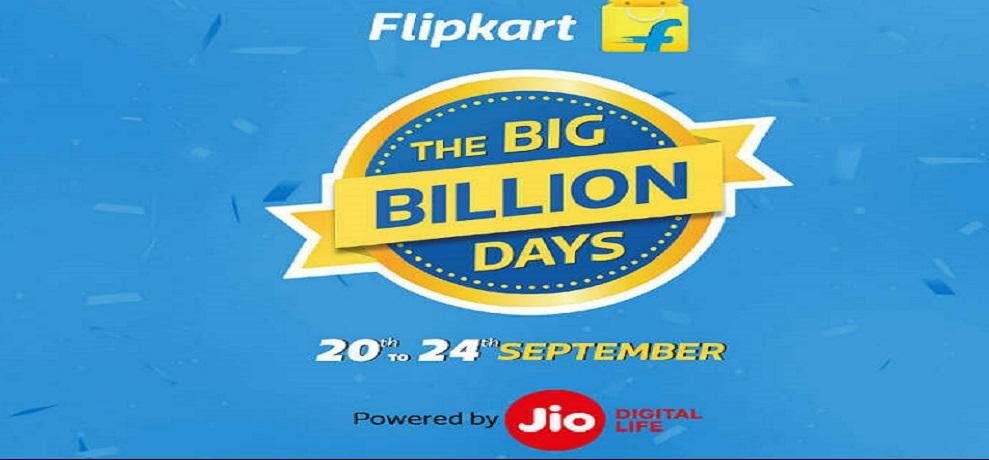 Flipkart f
THE BIG
BILLION
DAYS
20th TO 24th SEPTEMBER
Powered by Jio DIGITAL
LIFE